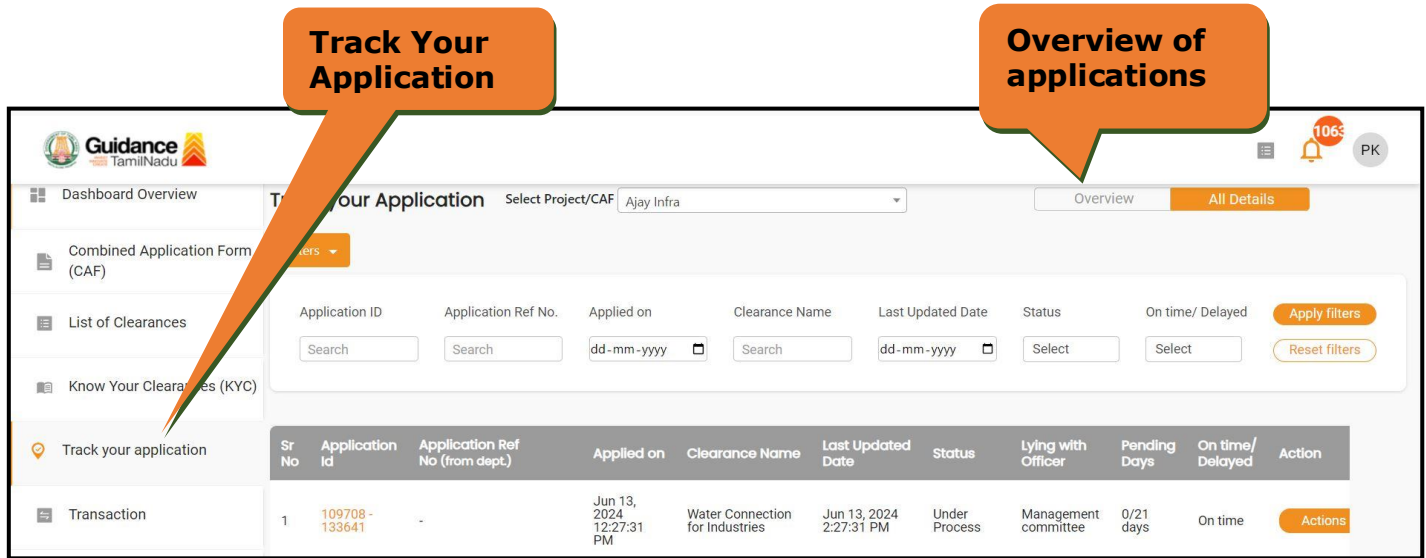 Track Your
Application
Overview of
applications
Guidance
TamilNadu
1063
PK
Dashboard Overview
your Application
Select Project/CAF
Ajay Infra
Overview
All Details
Combined Application Form
(CAF)
List of Clearances
Know Your Clearances (KYC)
Track your application
Transaction
Application ID
Application Ref No.
Applied on
Clearance Name
Last Updated Date
Status
On time/ Delayed
Apply filters
Search
Search
dd-mm-yyyy
Search
dd-mm-yyyy
Select
Select
Reset filters
Sr
No
Application
Id
Application Ref
No (from dept.)
Applied on
Clearance Name
Last Updated
Date
Status
Lying with
Officer
Pending
Days
On time/
Delayed
Action
1
109708 -
133641
-
Jun 13,
2024
12:27:31
PM
Water Connection
for Industries
Jun 13, 2024
2:27:31 PM
Under
Process
Management
committee
0/21
days
On time
Actions